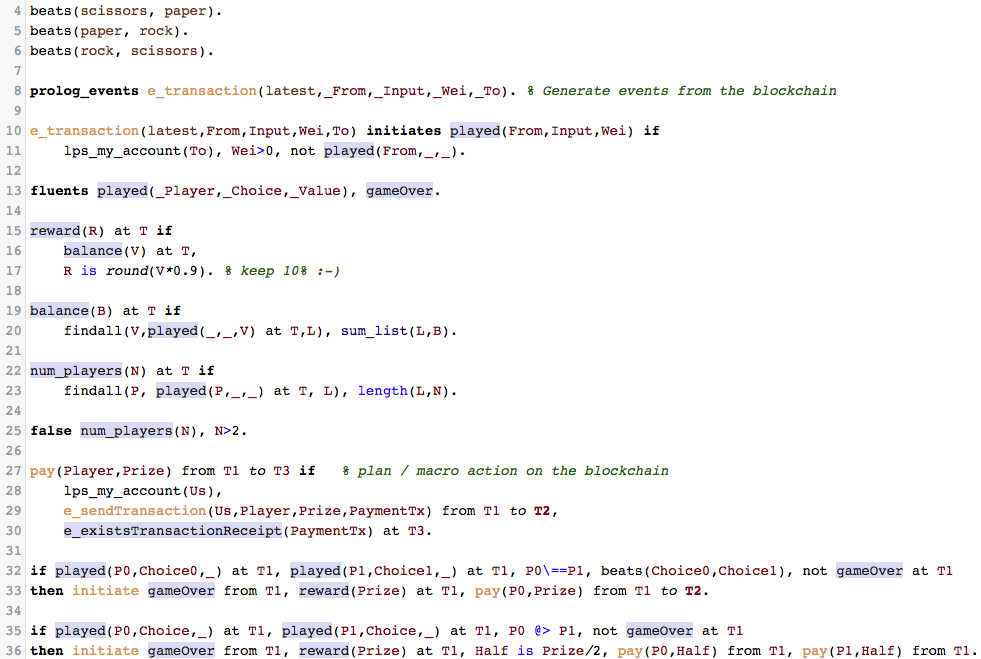 4 beats(scissors, paper).
5 beats(paper, rock).
6 beats(rock, scissors).
7
8 prolog_events e_transaction(latest,_From,_Input,_Wei,_To). % Generate events from the blockchain
9
10 e_transaction(latest,From,Input,Wei,To) initiates played(From,Input,Wei) if
11     lps_my_account(To), Wei>0, not played(From,_,_).
12
13 fluents played(_Player,_Choice,_Value), gameOver.
14
15 reward(R) at T if
16     balance(V) at T,
17     R is round(V*0.9). % keep 10% :-)
18
19 balance(B) at T if
20     findall(V,played(_,_,V) at T,L), sum_list(L,B).
21
22 num_players(N) at T if
23     findall(P, played(P,_,_) at T, L), length(L,N).
24
25 false num_players(N), N>2.
26
27 pay(Player,Prize) from T1 to T3 if   % plan / macro action on the blockchain
28     lps_my_account(Us),
29     e_sendTransaction(Us,Player,Prize,PaymentTx) from T1 to T2,
30     e_existsTransactionReceipt(PaymentTx) at T3.
31
32 if played(P0,Choice0,_) at T1, played(P1,Choice1,_) at T1, P0\==P1, beats(Choice0,Choice1), not gameOver at T1
33 then initiate gameOver from T1, reward(Prize) at T1, pay(P0,Prize) from T1 to T2.
34
35 if played(P0,Choice,_) at T1, played(P1,Choice,_) at T1, P0 @> P1, not gameOver at T1
36 then initiate gameOver from T1, reward(Prize) at T1, Half is Prize/2, pay(P0,Half) from T1, pay(P1,Half) from T1.